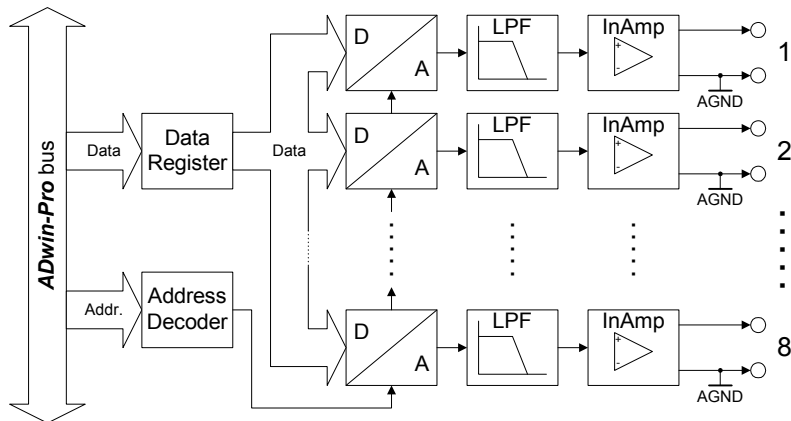 ADwin-Pro bus
Data
Data
Register
Data
Addr.
Address
Decoder
D
A
LPF
InAmp
+
-
AGND
1
D
A
LPF
InAmp
+
-
AGND
2
D
A
LPF
InAmp
+
-
AGND
8